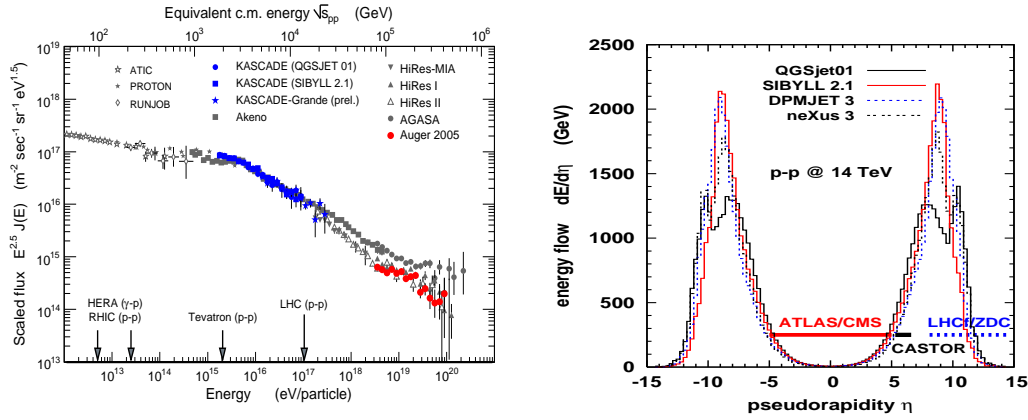 Equivalent c.m. energy √s_pp (GeV)
10^2 10^3 10^4 10^5 10^6
Scaled flux E^2.5 J(E) (m^-2 sec^-1 sr^-1 eV^1.5)
10^19
10^18
10^17
10^16
10^15
10^14
10^13
ATIC
PROTON
RUNJOB
KASCADE (QGSJET 01)
KASCADE (SIBYLL 2.1)
KASCADE-Grande (prel.)
Akeno
HiRes-MIA
HiRes I
HiRes II
AGASA
Auger 2005
HERA (γ-p)
RHIC (p-p)
Tevatron (p-p)
LHC (p-p)
10^13 10^14 10^15 10^16 10^17 10^18 10^19 10^20
Energy (eV/particle)
energy flow dE/dη (GeV)
2500
2000
1500
1000
500
0
QGSjet01
SIBYLL 2.1
DPMJET 3
neXus 3
p-p @ 14 TeV
ATLAS/CMS
LHCf/ZDC
CASTOR
-15 -10 -5 0 5 10 15
pseudorapidity η